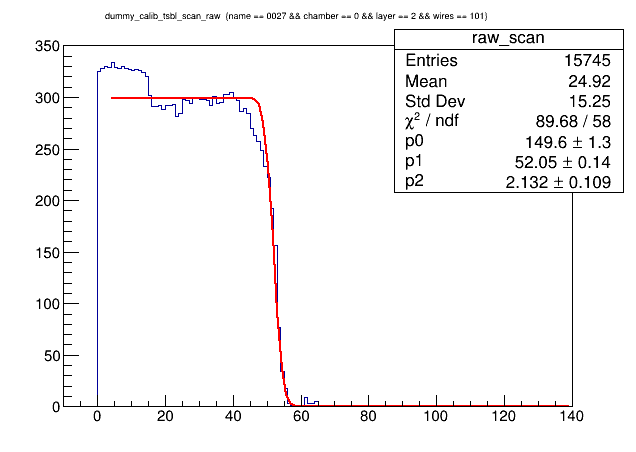 dummy_calib_tsbl_scan_raw (name == 0027 && chamber == 0 && layer == 2 && wires == 101)
raw_scan
Entries 15745
Mean 24.92
Std Dev 15.25
χ² / ndf 89.68 / 58
p0 149.6 ± 1.3
p1 52.05 ± 0.14
p2 2.132 ± 0.109
350
300
250
200
150
100
50
0
0 20 40 60 80 100 120 140